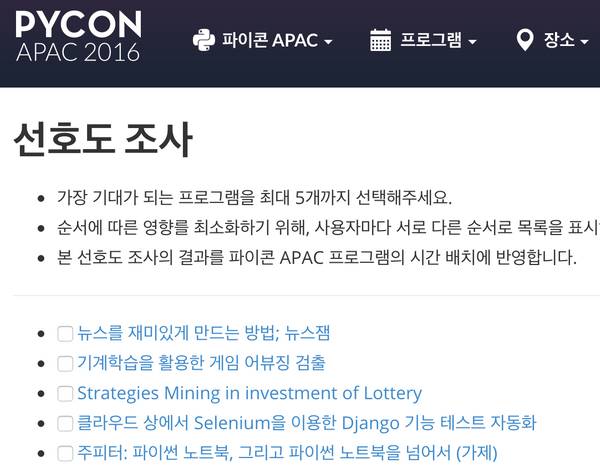 PYCON
APAC 2016
파이콘 APAC
프로그램
장소
선호도 조사
가장 기대가 되는 프로그램을 최대 5개까지 선택해주세요.
순서에 따른 영향를 최소화하기 위해, 사용자마다 서로 다른 순서로 목록을 표시
본 선호도 조사의 결과를 파이콘 APAC 프로그램의 시간 배치에 반영합니다.
뉴스를 재미있게 만드는 방법; 뉴스잼
기계학습을 활용한 게임 어뷰징 검출
Strategies Mining in investment of Lottery
클라우드 상에서 Selenium을 이용한 Django 기능 테스트 자동화
주피터: 파이썬 노트북, 그리고 파이썬 노트북을 넘어서 (가제)